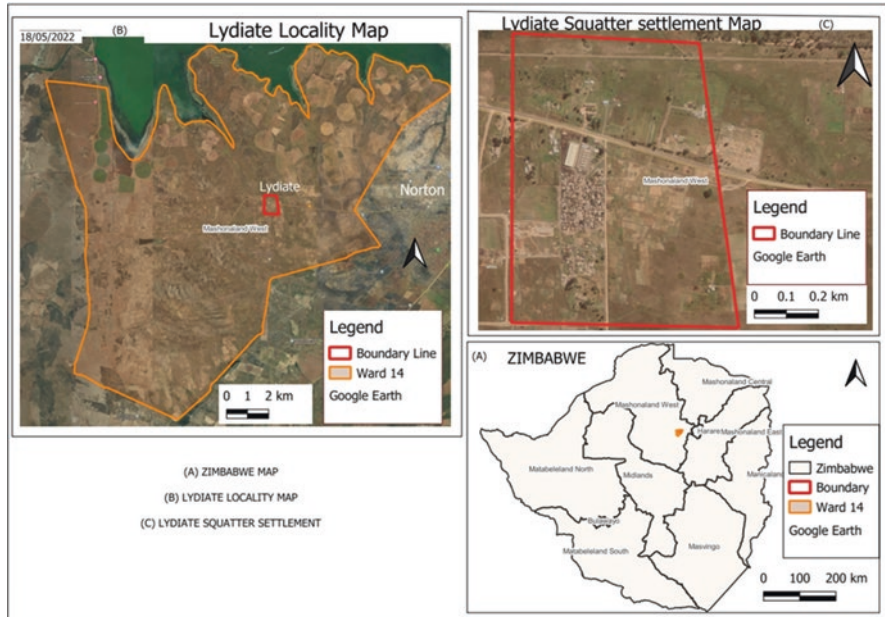 18/05/2022
(B)
Lydiate Locality Map
Lydiate
Norton
Mashonaland West
Legend
Boundary Line
Ward 14
Google Earth
0 1 2 km
Lydiate Squatter settlement Map
(C)
Mashonaland West
Legend
Boundary Line
Google Earth
0 0.1 0.2 km
(A)
ZIMBABWE
Mashonaland Central
Mashonaland West
Harare
Mashonaland East
Matabeleland North
Midlands
Manicaland
Bulawayo
Masvingo
Matabeleland South
Legend
Zimbabwe
Boundary
Ward 14
Google Earth
0 100 200 km
(A) ZIMBABWE MAP
(B) LYDIATE LOCALITY MAP
(C) LYDIATE SQUATTER SETTLEMENT